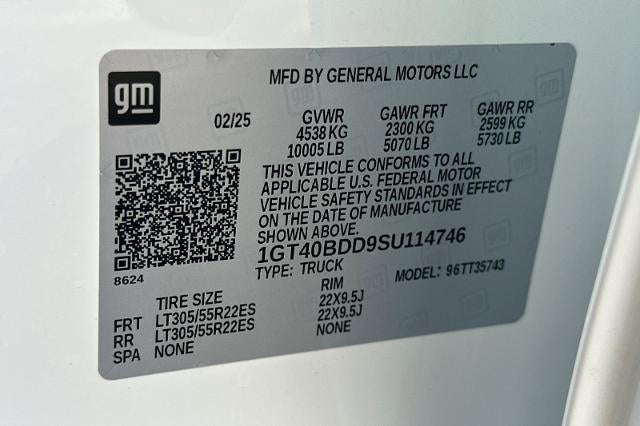 gm
MFD BY GENERAL MOTORS LLC
02/25 GVWR GAWR FRT GAWR RR
4538 KG 2300 KG 2599 KG
10005 LB 5070 LB 5730 LB
THIS VEHICLE CONFORMS TO ALL
APPLICABLE U.S. FEDERAL MOTOR
VEHICLE SAFETY STANDARDS IN EFFECT
ON THE DATE OF MANUFACTURE
SHOWN ABOVE.
1GT40BDD9SU114746
8624
TYPE: TRUCK MODEL: 96TT35743
TIRE SIZE RIM
FRT LT305/55R22ES 22X9.5J
RR LT305/55R22ES 22X9.5J
SPA NONE NONE